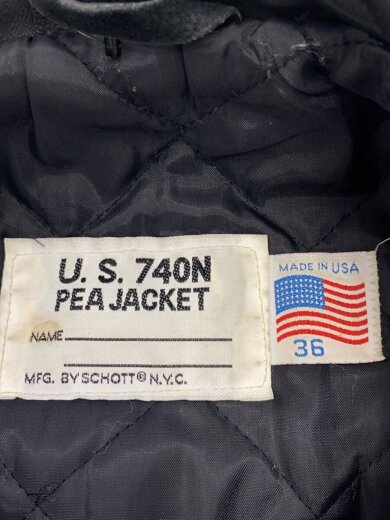 U. S. 740N
PEA JACKET
NAME
MFG. BY SCHOTT® N.Y.C.
MADE IN USA
36